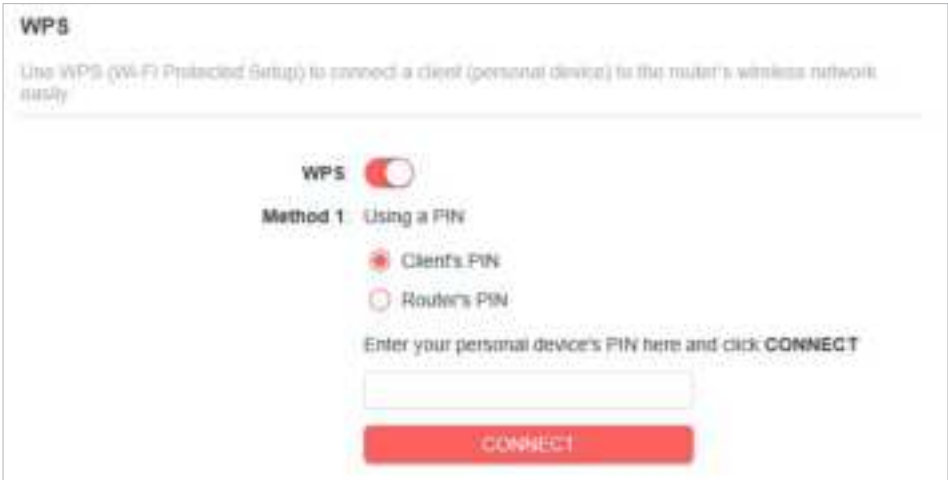 WPS
Use WPS (Wi-Fi Protected Setup) to connect a client (personal device) to the router's wireless network
easily
WPS
Method 1 Using a PIN
Client's PIN
Router's PIN
Enter your personal device's PIN here and click CONNECT
CONNECT